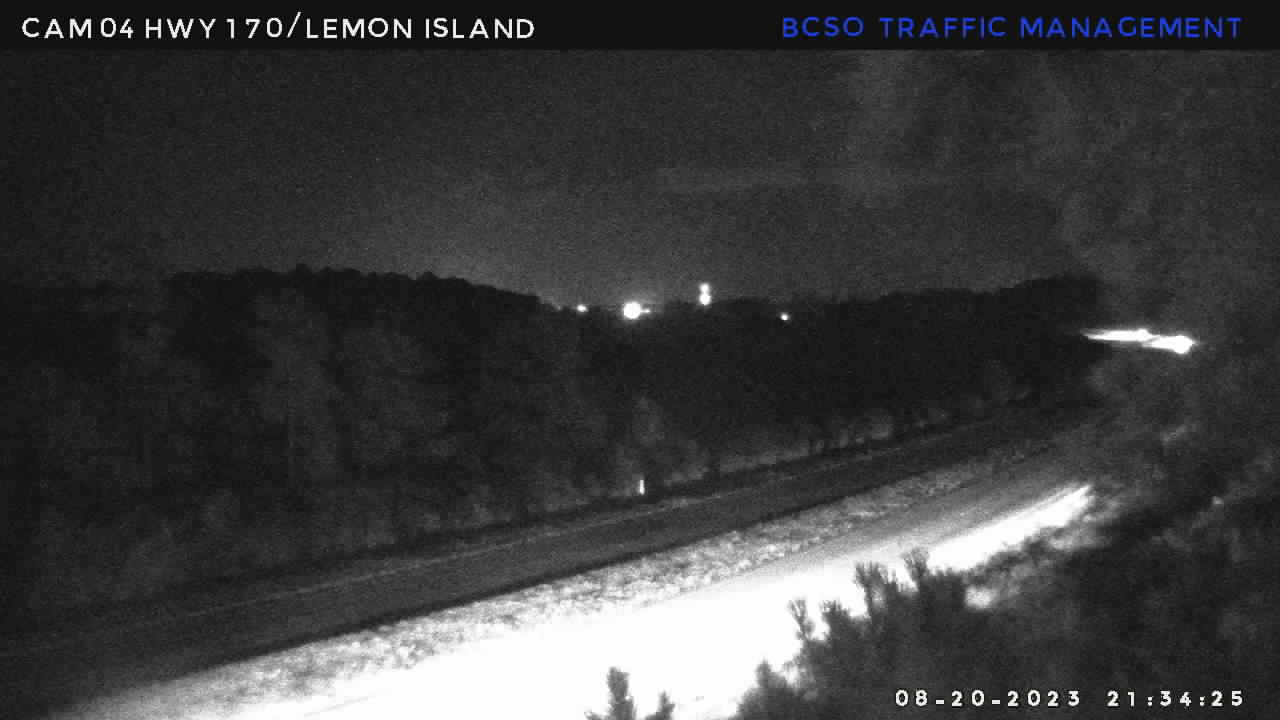 CAM04 HWY 170/LEMON ISLAND
BCSO TRAFFIC MANAGEMENT
08-20-2023 21:34:25